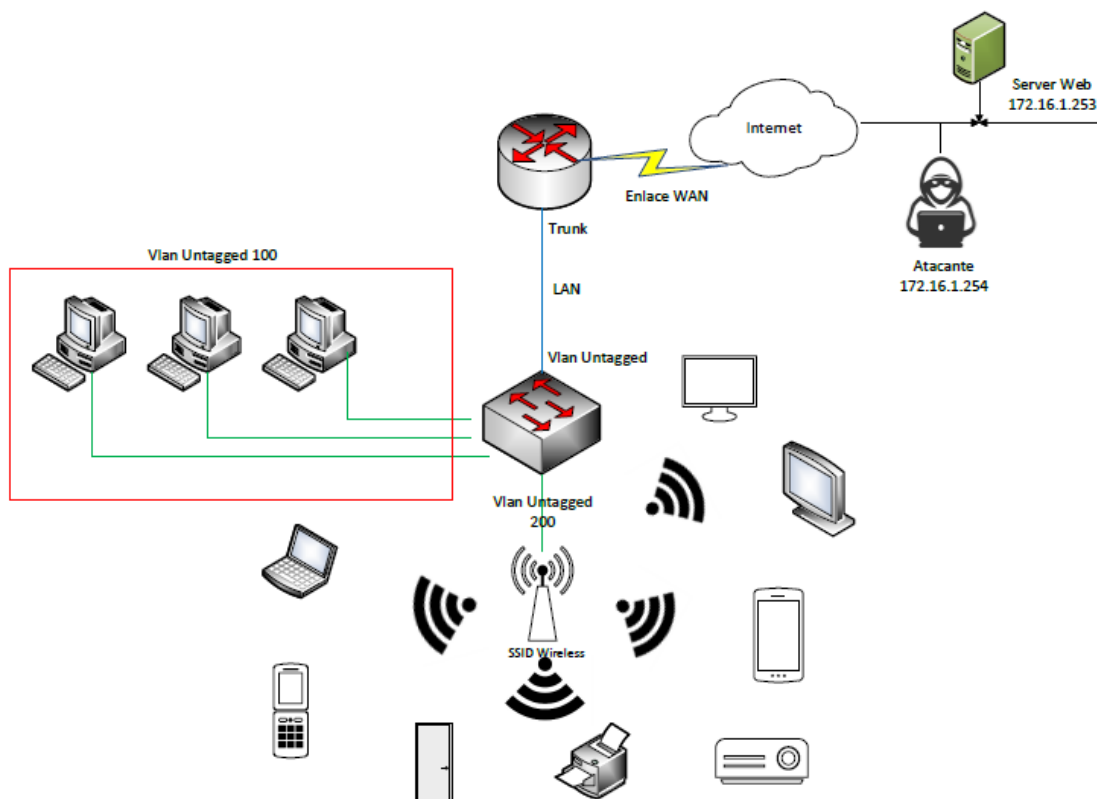 Server Web
172.16.1.253
Internet
Enlace WAN
Trunk
Atacante
172.16.1.254
Vlan Untagged 100
LAN
Vlan Untagged
Vlan Untagged
200
SSID Wireless